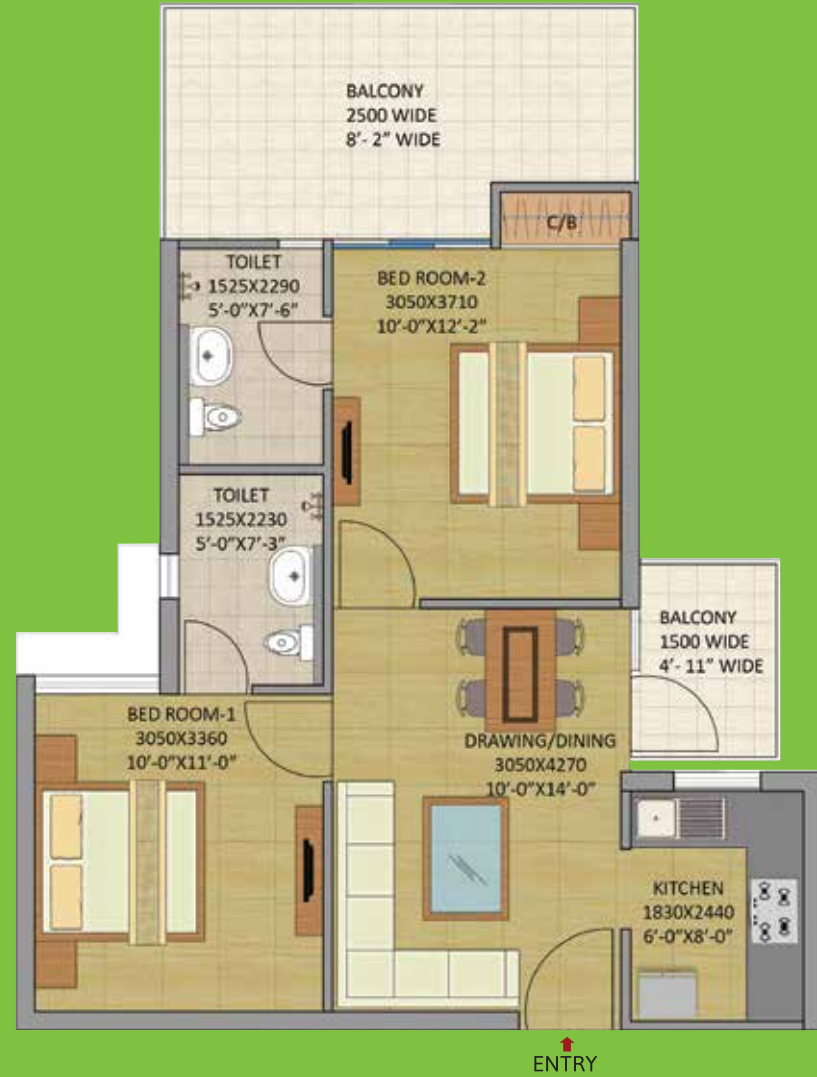 BALCONY
2500 WIDE
8'- 2" WIDE
C/B
TOILET
1525X2290
5'-0"X7'-6"
BED ROOM-2
3050X3710
10'-0"X12'-2"
TOILET
1525X2230
5'-0"X7'-3"
BALCONY
1500 WIDE
4'- 11" WIDE
BED ROOM-1
3050X3360
10'-0"X11'-0"
DRAWING/DINING
3050X4270
10'-0"X14'-0"
KITCHEN
1830X2440
6'-0"X8'-0"
ENTRY